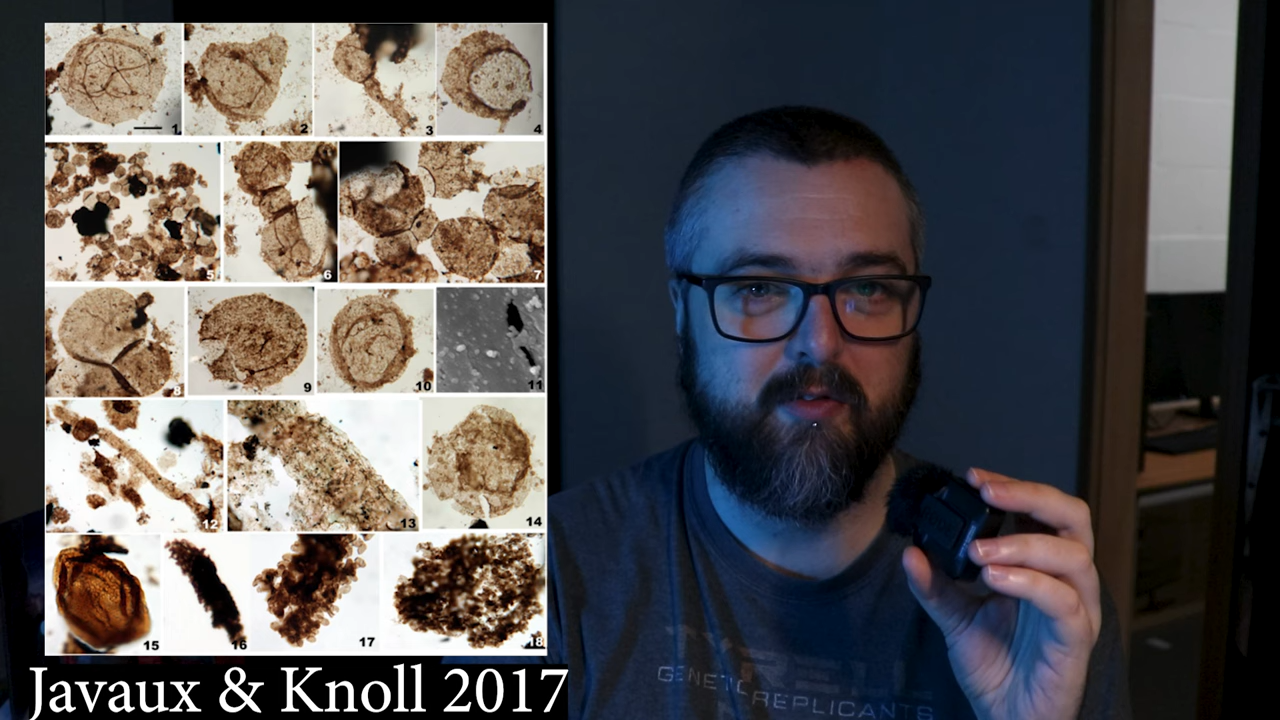 1 2 3 4
5 6 7
8 9 10 11
12 13 14
15 16 17 18
Javaux & Knoll 2017
TYRELL
GENETIC REPLICANTS